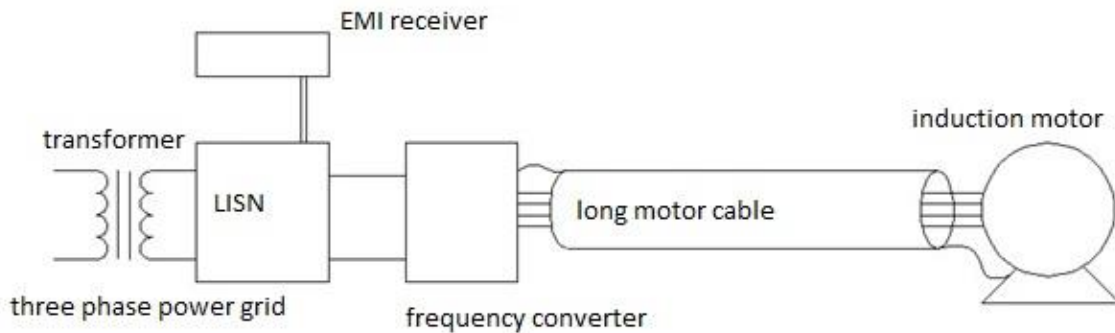 EMI receiver
transformer
induction motor
LISN
long motor cable
three phase power grid
frequency converter